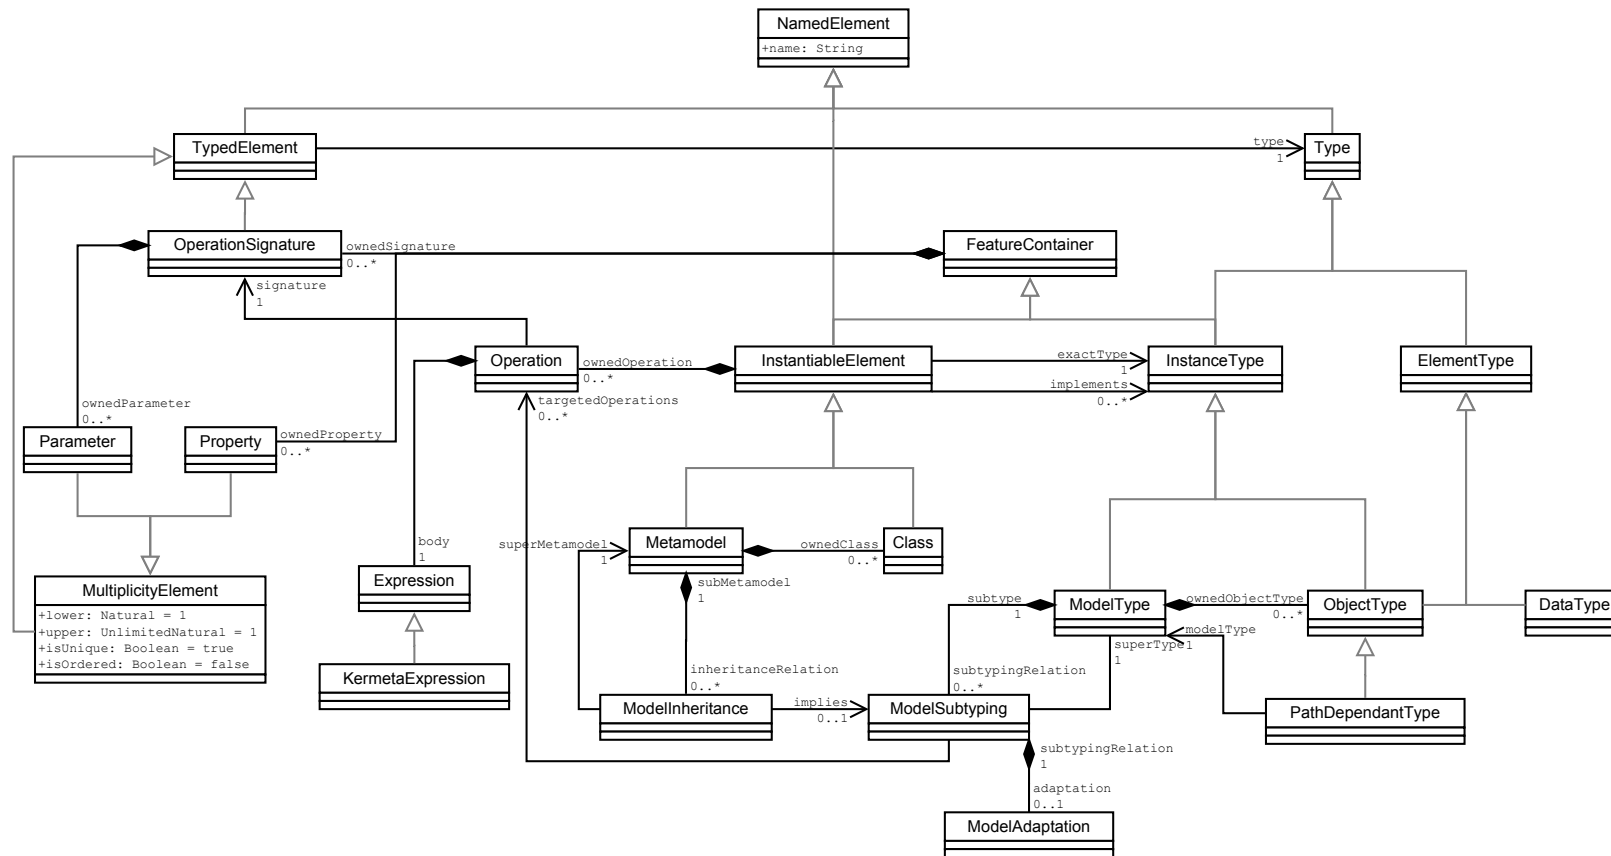 NamedElement
+name: String
TypedElement
type
1
Type
OperationSignature
ownedSignature
0..*
FeatureContainer
signature
1
Operation
ownedOperation
0..*
InstantiableElement
exactType
1
implements
0..*
InstanceType
ElementType
targetedOperations
0..*
ownedParameter
0..*
Parameter
Property
ownedProperty
0..*
body
1
superMetamodel
1
Metamodel
ownedClass
0..*
Class
Expression
subMetamodel
1
MultiplicityElement
+lower: Natural = 1
+upper: UnlimitedNatural = 1
+isUnique: Boolean = true
+isOrdered: Boolean = false
subtype
1
ModelType
ownedObjectType
0..*
ObjectType
DataType
modelType
1
superType
1
KermetaExpression
inheritanceRelation
0..*
subtypingRelation
0..*
ModelInheritance
implies
0..1
ModelSubtyping
PathDependantType
subtypingRelation
1
adaptation
0..1
ModelAdaptation